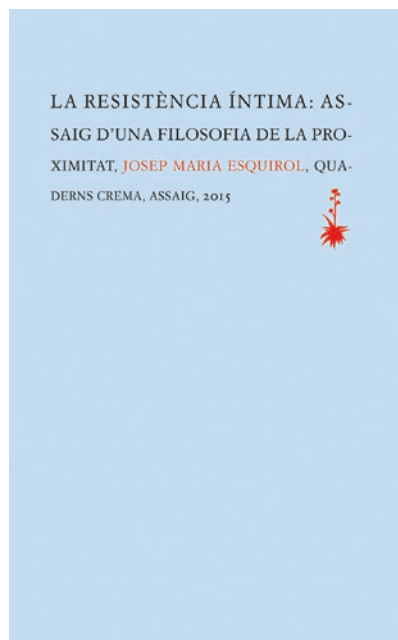 LA RESISTÈNCIA ÍNTIMA: AS-
SAIG D’UNA FILOSOFIA DE LA PRO-
XIMITAT, JOSEP MARIA ESQUIROL, QUA-
DERNS CREMA, ASSAIG, 2015